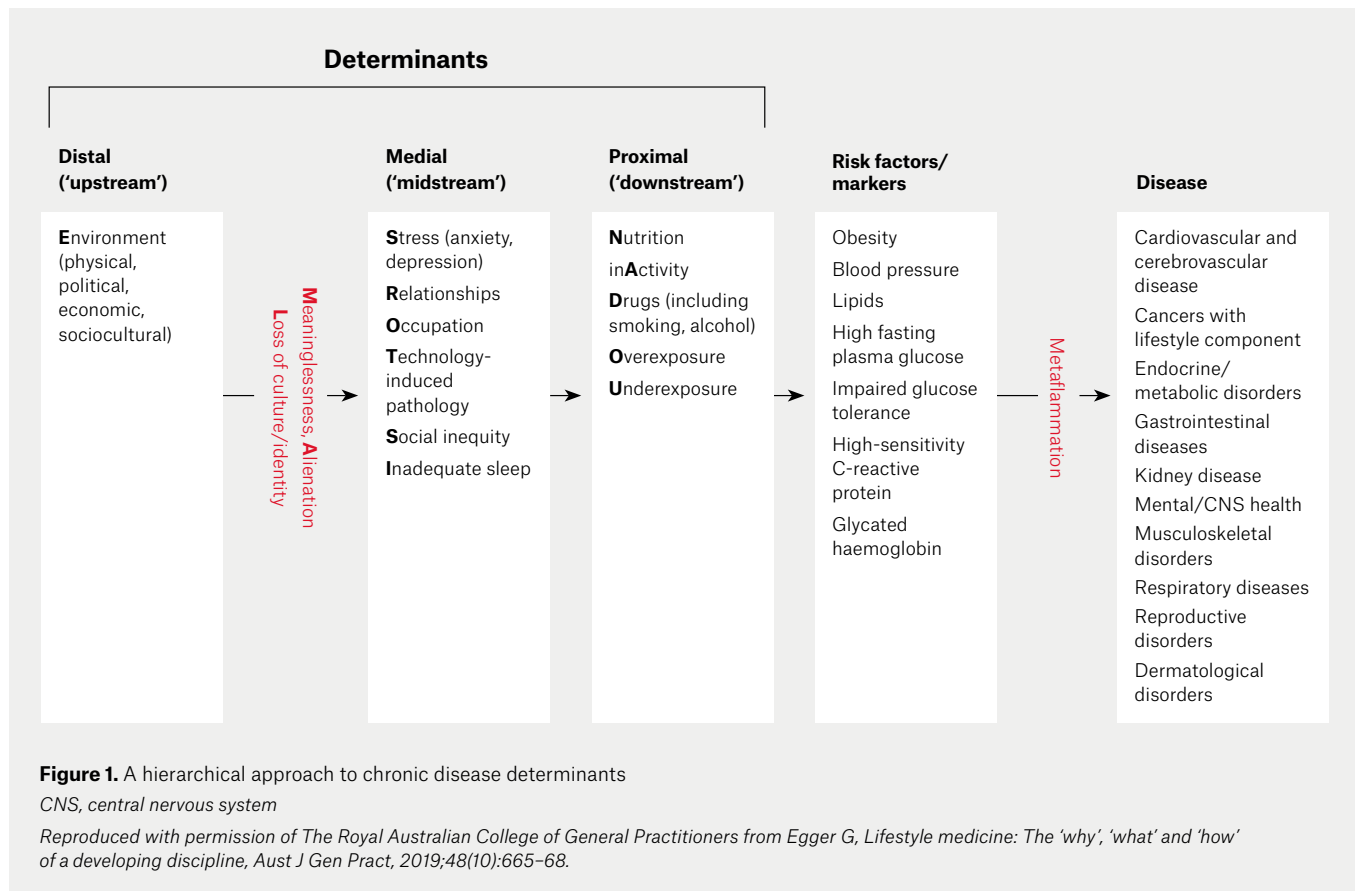 Determinants
Distal
(‘upstream’)
Environment
(physical,
political,
economic,
sociocultural)
Meaninglessness, Alienation
Loss of culture/identity
Medial
(‘midstream’)
Stress (anxiety,
depression)
Relationships
Occupation
Technology-
induced
pathology
Social inequity
Inadequate sleep
Proximal
(‘downstream’)
Nutrition
inActivity
Drugs (including
smoking, alcohol)
Overexposure
Underexposure
Risk factors/
markers
Obesity
Blood pressure
Lipids
High fasting
plasma glucose
Impaired glucose
tolerance
High-sensitivity
C-reactive
protein
Glycated
haemoglobin
Metaflammation
Disease
Cardiovascular and
cerebrovascular
disease
Cancers with
lifestyle component
Endocrine/
metabolic disorders
Gastrointestinal
diseases
Kidney disease
Mental/CNS health
Musculoskeletal
disorders
Respiratory diseases
Reproductive
disorders
Dermatological
disorders
Figure 1. A hierarchical approach to chronic disease determinants
CNS, central nervous system
Reproduced with permission of The Royal Australian College of General Practitioners from Egger G, Lifestyle medicine: The ‘why’, ‘what’ and ‘how’
of a developing discipline, Aust J Gen Pract, 2019;48(10):665–68.